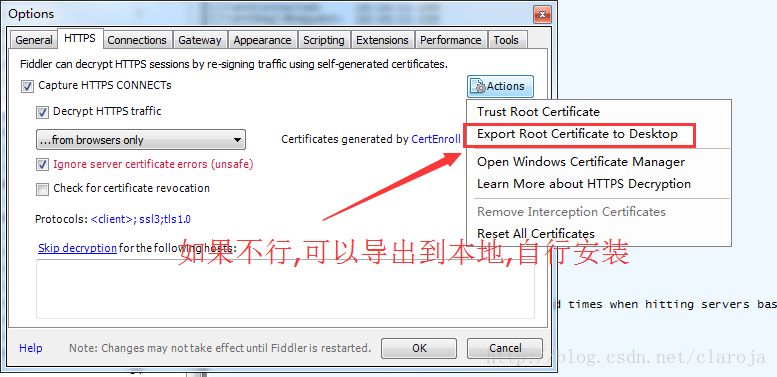 Options
General HTTPS Connections Gateway Appearance Scripting Extensions Performance Tools
Fiddler can decrypt HTTPS sessions by re-signing traffic using self-generated certificates.
Capture HTTPS CONNECTs
Actions
Decrypt HTTPS traffic
Trust Root Certificate
...from browsers only
Certificates generated by CertEnroll
Export Root Certificate to Desktop
Ignore server certificate errors (unsafe)
Open Windows Certificate Manager
Check for certificate revocation
Learn More about HTTPS Decryption
Protocols: <client>; ssl3;tls1.0
Remove Interception Certificates
Skip decryption for the following hosts:
Reset All Certificates
如果不行,可以导出到本地,自行安装
d times when hitting servers bas
Help
Note: Changes may not take effect until Fiddler is restarted.
OK
Cancel
http://blog.csdn.net/claroja